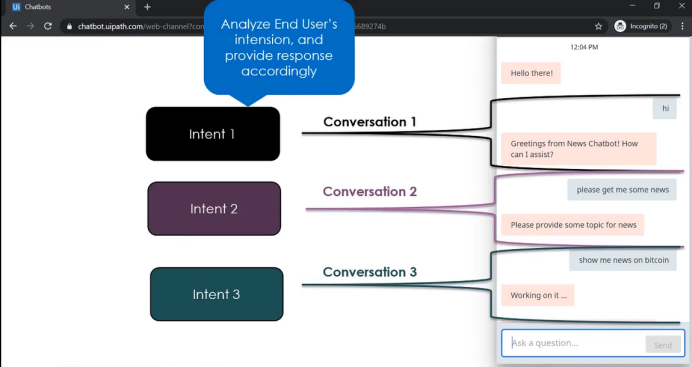 Chatbots
chatbot.uipath.com/web-channel?con
689274b
Incognito (2)
Analyze End User's
intension, and
provide response
accordingly
12:04 PM
Hello there!
Intent 1
Conversation 1
hi
Greetings from News Chatbot! How
can I assist?
Intent 2
Conversation 2
please get me some news
Please provide some topic for news
Intent 3
Conversation 3
show me news on bitcoin
Working on it ...
Ask a question...
Send